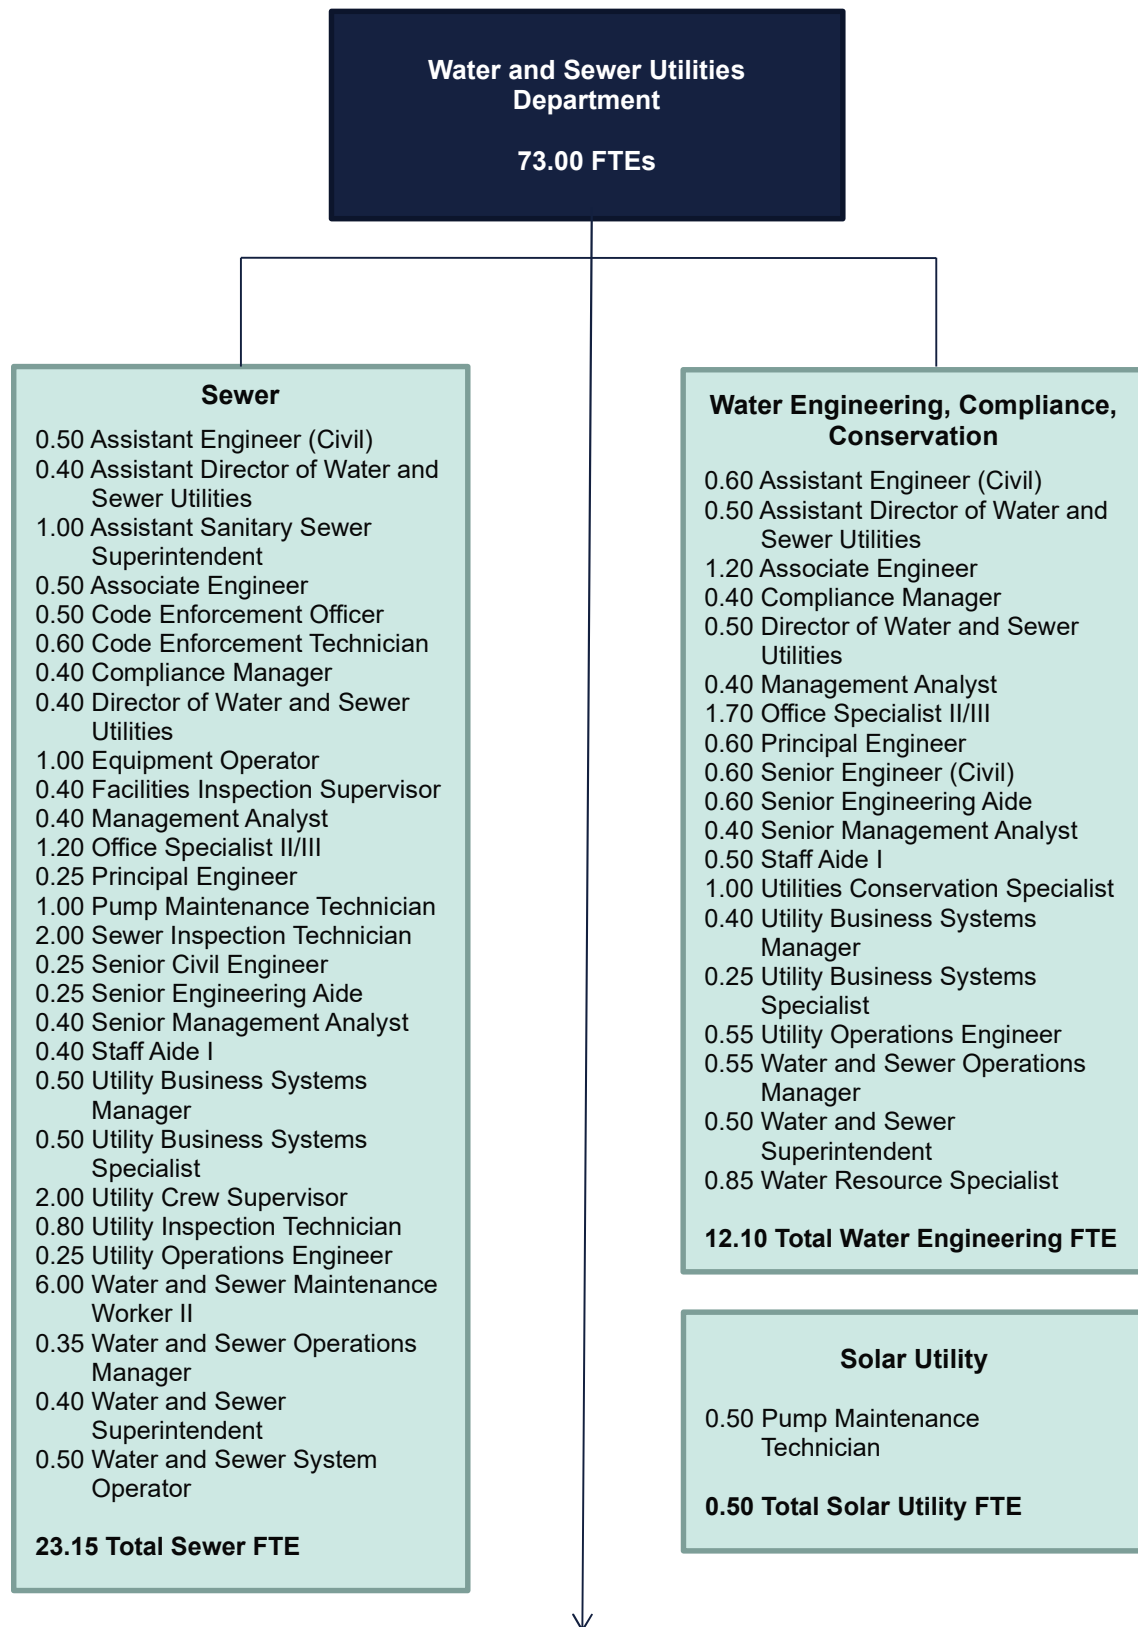 Water and Sewer Utilities
Department
73.00 FTEs
Sewer
0.50 Assistant Engineer (Civil)
0.40 Assistant Director of Water and
Sewer Utilities
1.00 Assistant Sanitary Sewer
Superintendent
0.50 Associate Engineer
0.50 Code Enforcement Officer
0.60 Code Enforcement Technician
0.40 Compliance Manager
0.40 Director of Water and Sewer
Utilities
1.00 Equipment Operator
0.40 Facilities Inspection Supervisor
0.40 Management Analyst
1.20 Office Specialist II/III
0.25 Principal Engineer
1.00 Pump Maintenance Technician
2.00 Sewer Inspection Technician
0.25 Senior Civil Engineer
0.25 Senior Engineering Aide
0.40 Senior Management Analyst
0.40 Staff Aide I
0.50 Utility Business Systems
Manager
0.50 Utility Business Systems
Specialist
2.00 Utility Crew Supervisor
0.80 Utility Inspection Technician
0.25 Utility Operations Engineer
6.00 Water and Sewer Maintenance
Worker II
0.35 Water and Sewer Operations
Manager
0.40 Water and Sewer
Superintendent
0.50 Water and Sewer System
Operator
23.15 Total Sewer FTE
Water Engineering, Compliance,
Conservation
0.60 Assistant Engineer (Civil)
0.50 Assistant Director of Water and
Sewer Utilities
1.20 Associate Engineer
0.40 Compliance Manager
0.50 Director of Water and Sewer
Utilities
0.40 Management Analyst
1.70 Office Specialist II/III
0.60 Principal Engineer
0.60 Senior Engineer (Civil)
0.60 Senior Engineering Aide
0.40 Senior Management Analyst
0.50 Staff Aide I
1.00 Utilities Conservation Specialist
0.40 Utility Business Systems
Manager
0.25 Utility Business Systems
Specialist
0.55 Utility Operations Engineer
0.55 Water and Sewer Operations
Manager
0.50 Water and Sewer
Superintendent
0.85 Water Resource Specialist
12.10 Total Water Engineering FTE
Solar Utility
0.50 Pump Maintenance
Technician
0.50 Total Solar Utility FTE